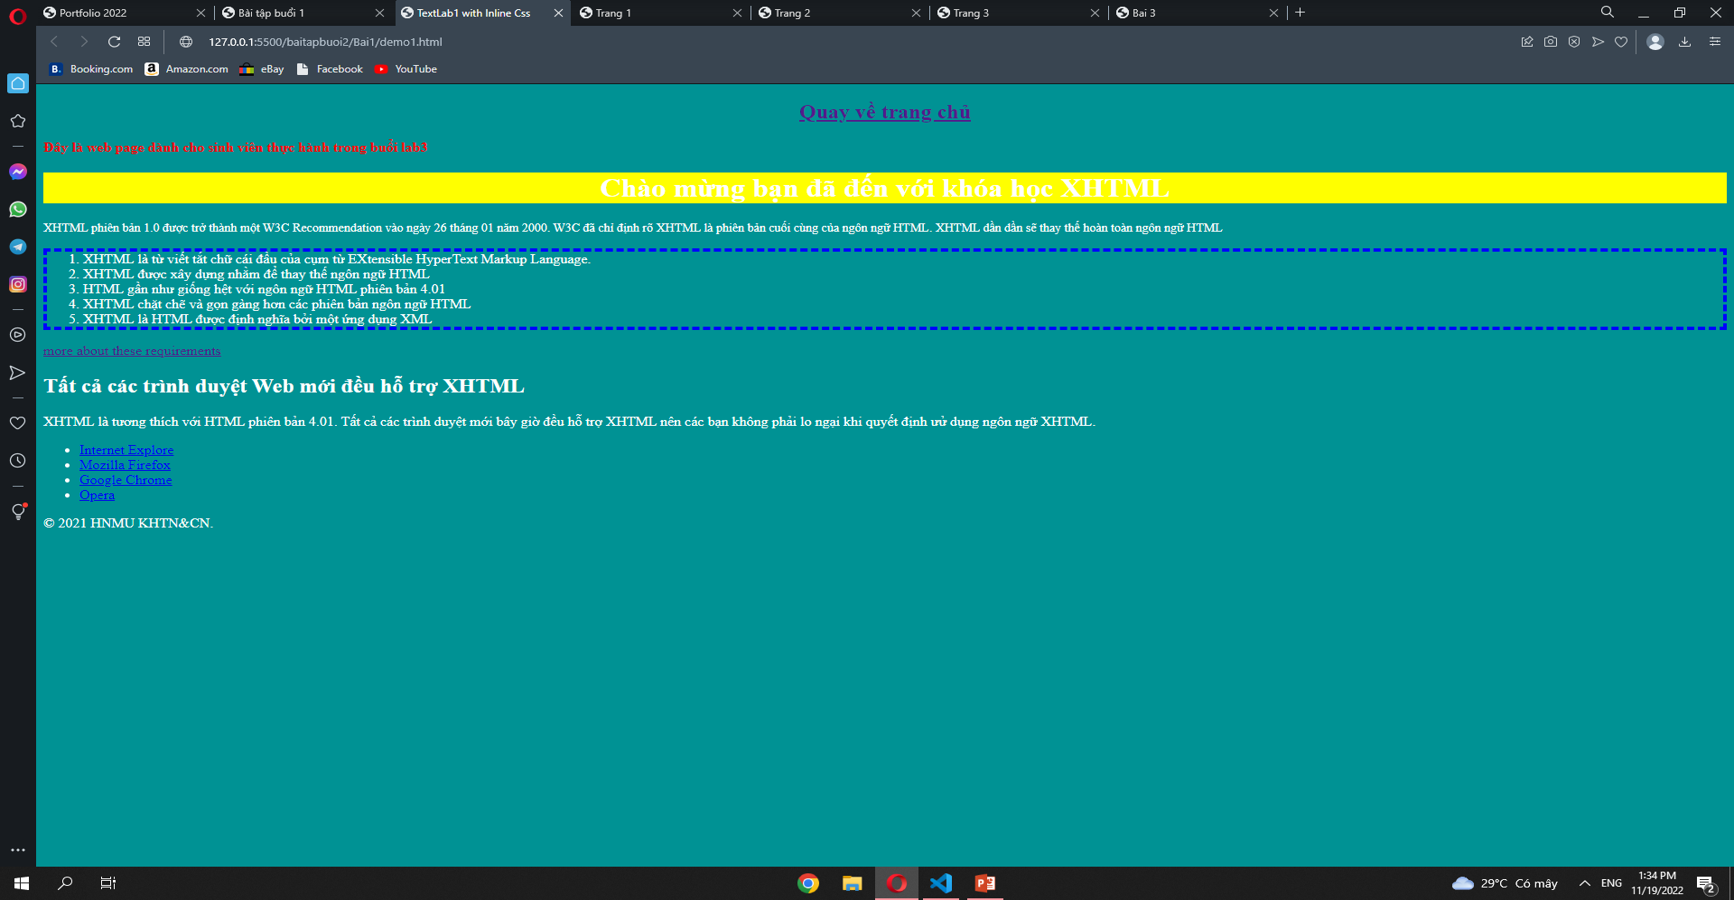 Portfolio 2022
Bài tập buổi 1
TextLab1 with Inline Css
Trang 1
Trang 2
Trang 3
Bai 3
127.0.0.1:5500/baitapbuoi2/Bai1/demo1.html
Booking.com
Amazon.com
eBay
Facebook
YouTube
Quay về trang chủ
Đây là web page dành cho sinh viên thực hành trong buổi lab3
Chào mừng bạn đã đến với khóa học XHTML
XHTML phiên bản 1.0 được trở thành một W3C Recommendation vào ngày 26 tháng 01 năm 2000. W3C đã chỉ định rõ XHTML là phiên bản cuối cùng của ngôn ngữ HTML. XHTML dần dần sẽ thay thế hoàn toàn ngôn ngữ HTML
1. XHTML là từ viết tắt chữ cái đầu của cụm từ EXtensible HyperText Markup Language.
2. XHTML được xây dựng nhằm để thay thế ngôn ngữ HTML
3. HTML gần như giống hệt với ngôn ngữ HTML phiên bản 4.01
4. XHTML chặt chẽ và gọn gàng hơn các phiên bản ngôn ngữ HTML
5. XHTML là HTML được định nghĩa bởi một ứng dụng XML
more about these requirements
Tất cả các trình duyệt Web mới đều hỗ trợ XHTML
XHTML là tương thích với HTML phiên bản 4.01. Tất cả các trình duyệt mới bây giờ đều hỗ trợ XHTML nên các bạn không phải lo ngại khi quyết định ưử dụng ngôn ngữ XHTML.
• Internet Explore
• Mozilla Firefox
• Google Chrome
• Opera
© 2021 HNMU KHTN&CN.
29°C Có mây
ENG
1:34 PM
11/19/2022
2